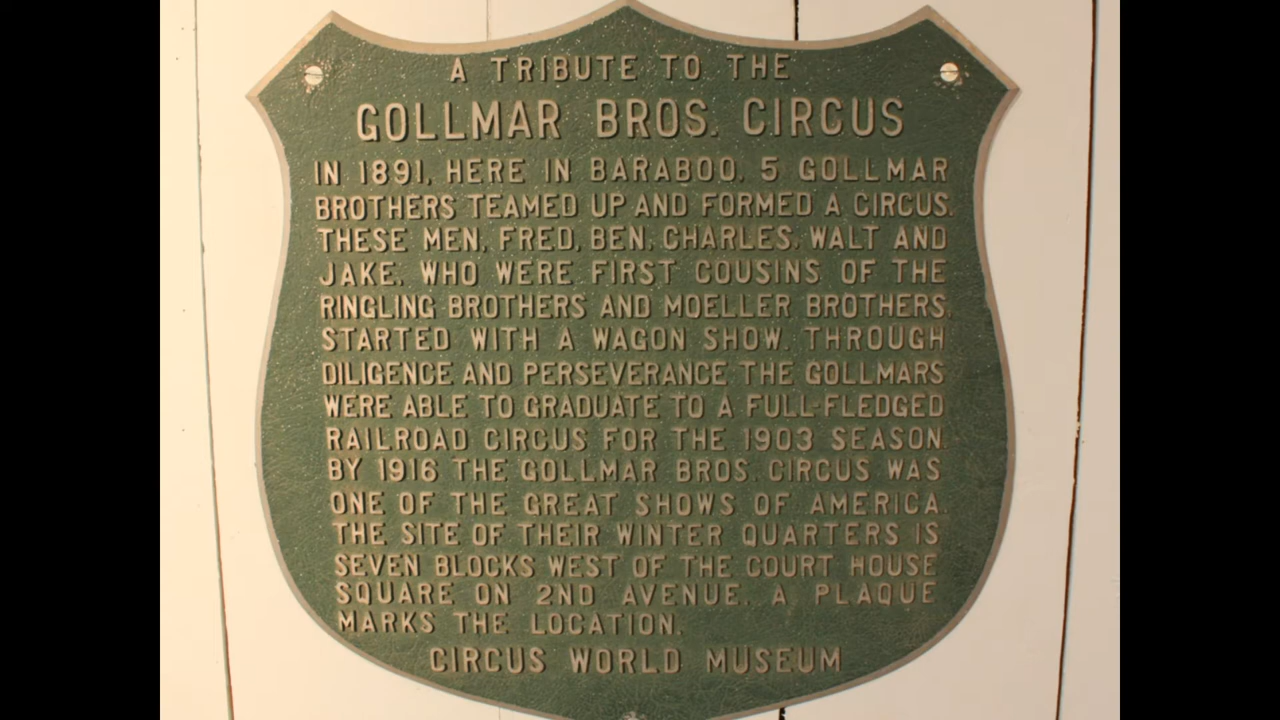 A TRIBUTE TO THE
GOLLMAR BROS. CIRCUS
IN 1891, HERE IN BARABOO, 5 GOLLMAR
BROTHERS TEAMED UP AND FORMED A CIRCUS.
THESE MEN, FRED, BEN, CHARLES, WALT AND
JAKE, WHO WERE FIRST COUSINS OF THE
RINGLING BROTHERS AND MOELLER BROTHERS,
STARTED WITH A WAGON SHOW. THROUGH
DILIGENCE AND PERSEVERANCE THE GOLLMARS
WERE ABLE TO GRADUATE TO A FULL-FLEDGED
RAILROAD CIRCUS FOR THE 1903 SEASON.
BY 1916 THE GOLLMAR BROS. CIRCUS WAS
ONE OF THE GREAT SHOWS OF AMERICA.
THE SITE OF THEIR WINTER QUARTERS IS
SEVEN BLOCKS WEST OF THE COURT HOUSE
SQUARE ON 2ND AVENUE. A PLAQUE
MARKS THE LOCATION.
CIRCUS WORLD MUSEUM